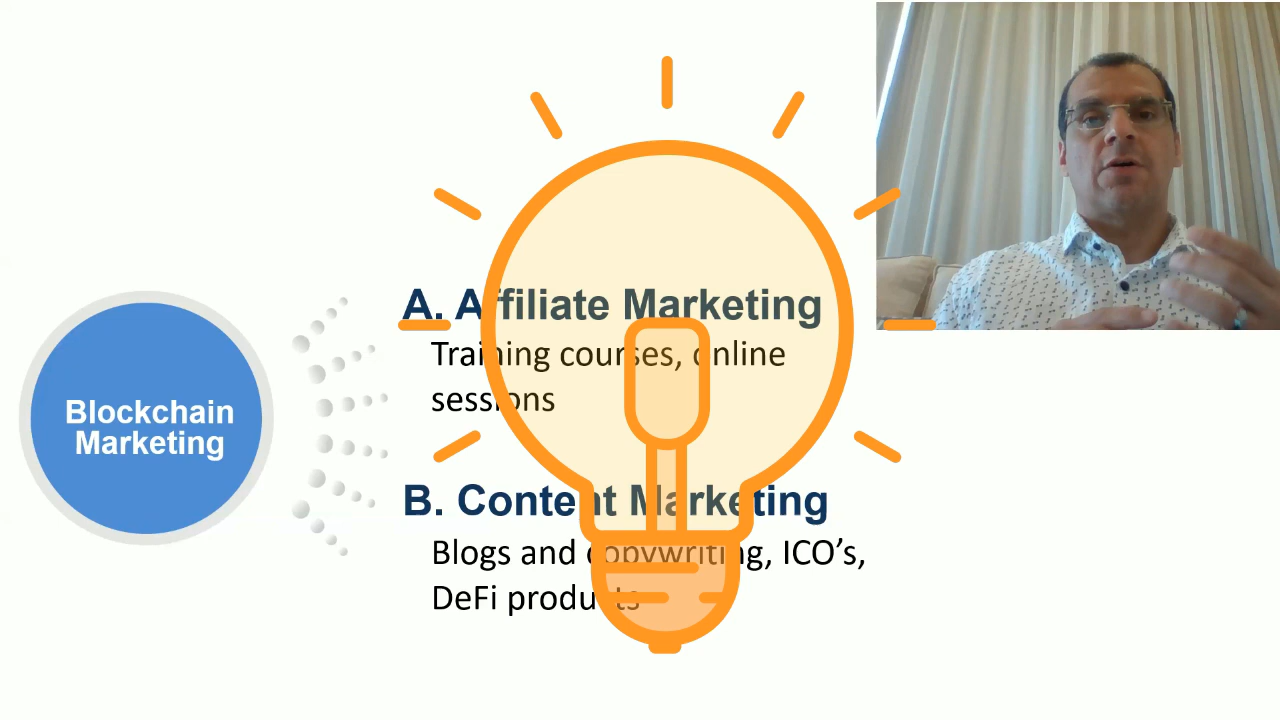 Blockchain
Marketing
A. Affiliate Marketing
Training courses, online
sessions
B. Content Marketing
Blogs and copywriting, ICO’s,
DeFi products